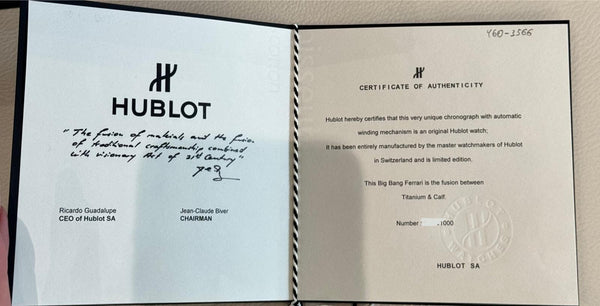 HUBLOT
"The fusion of materials and the fusion
of traditional craftsmanship combined
with visionary Art of 21st Century"
Ricardo Guadalupe
CEO of Hublot SA
Jean-Claude Biver
CHAIRMAN
460-1566
CERTIFICATE OF AUTHENTICITY
Hublot hereby certifies that this very unique chronograph with automatic
winding mechanism is an original Hublot watch;
It has been entirely manufactured by the master watchmakers of Hublot
in Switzerland and is limited edition.
This Big Bang Ferrari is the fusion between
Titanium & Calf.
Number : /1000
HUBLOT
HUBLOT SA